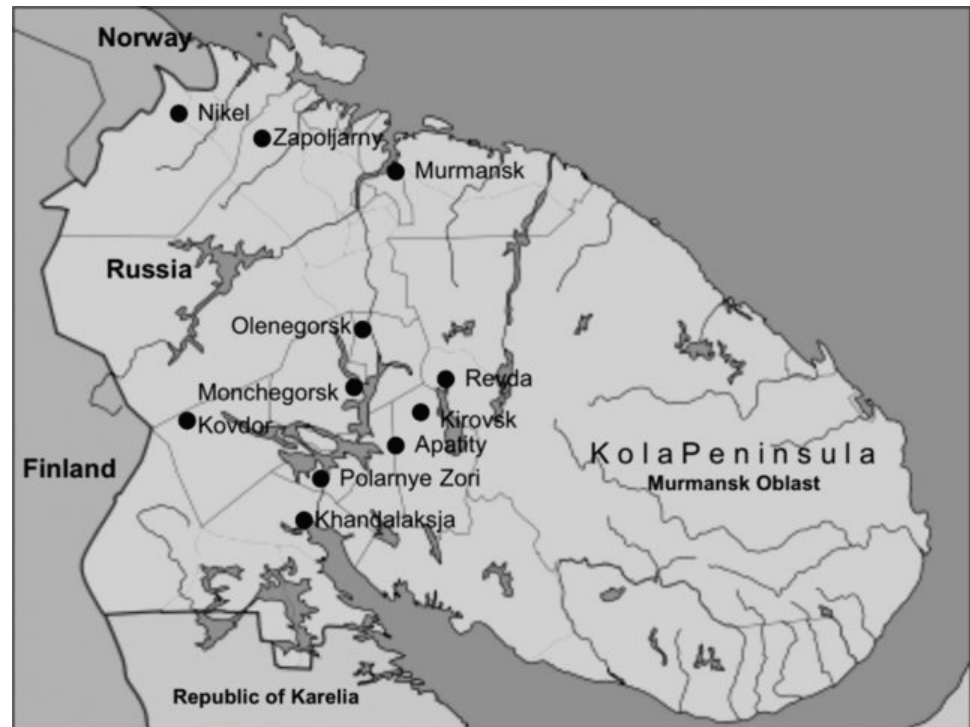 Norway
Nikel
Zapoljarny
Murmansk
Russia
Olenegorsk
Monchegorsk
Revda
Kovdor
Kirovsk
Apatity
Finland
KolaPeninsula
Murmansk Oblast
Polarnye Zori
Khandalaksja
Republic of Karelia